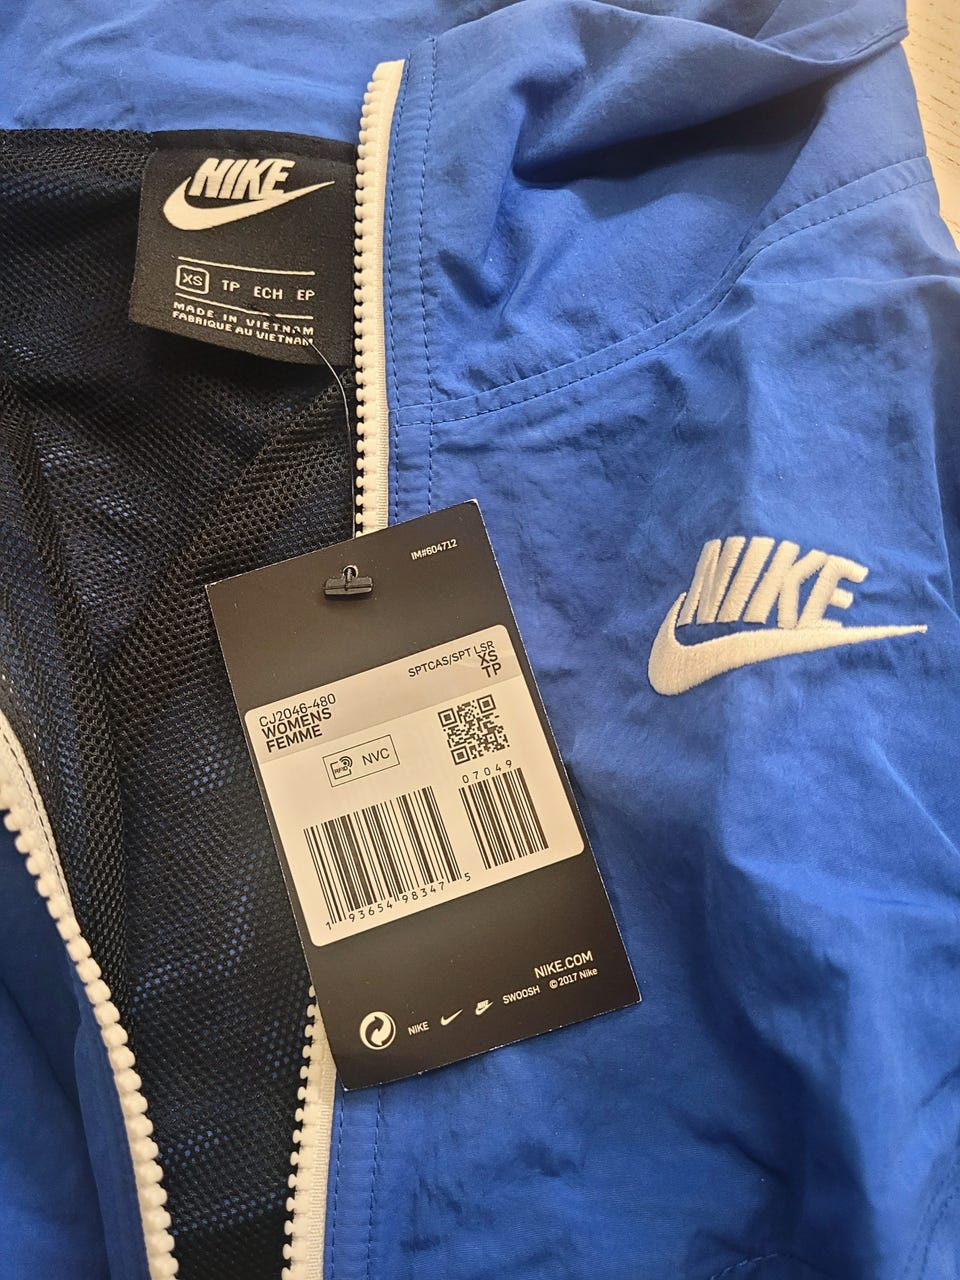 NIKE
XS TP ECH EP
MADE IN VIETNAM
FABRIQUE AU VIETNAM
IM#604712
SPTCAS/SPT LSR
XS
TP
CJ2046-480
WOMENS
FEMME
RFID NVC
07049
1 93654 98347 5
NIKE.COM
NIKE SWOOSH © 2017 Nike
NIKE